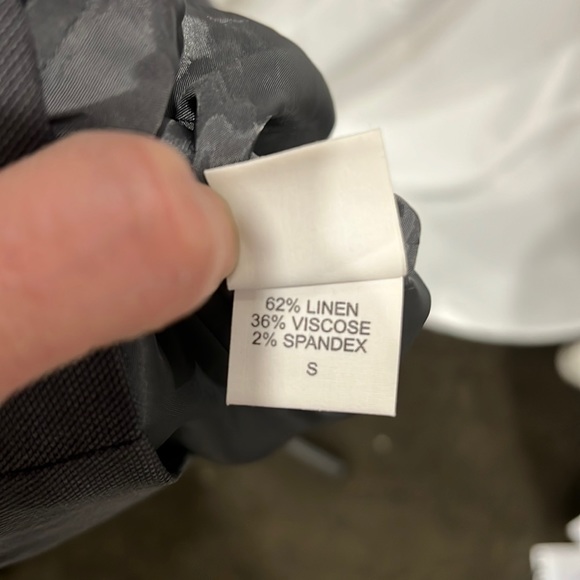 62% LINEN
36% VISCOSE
2% SPANDEX
S